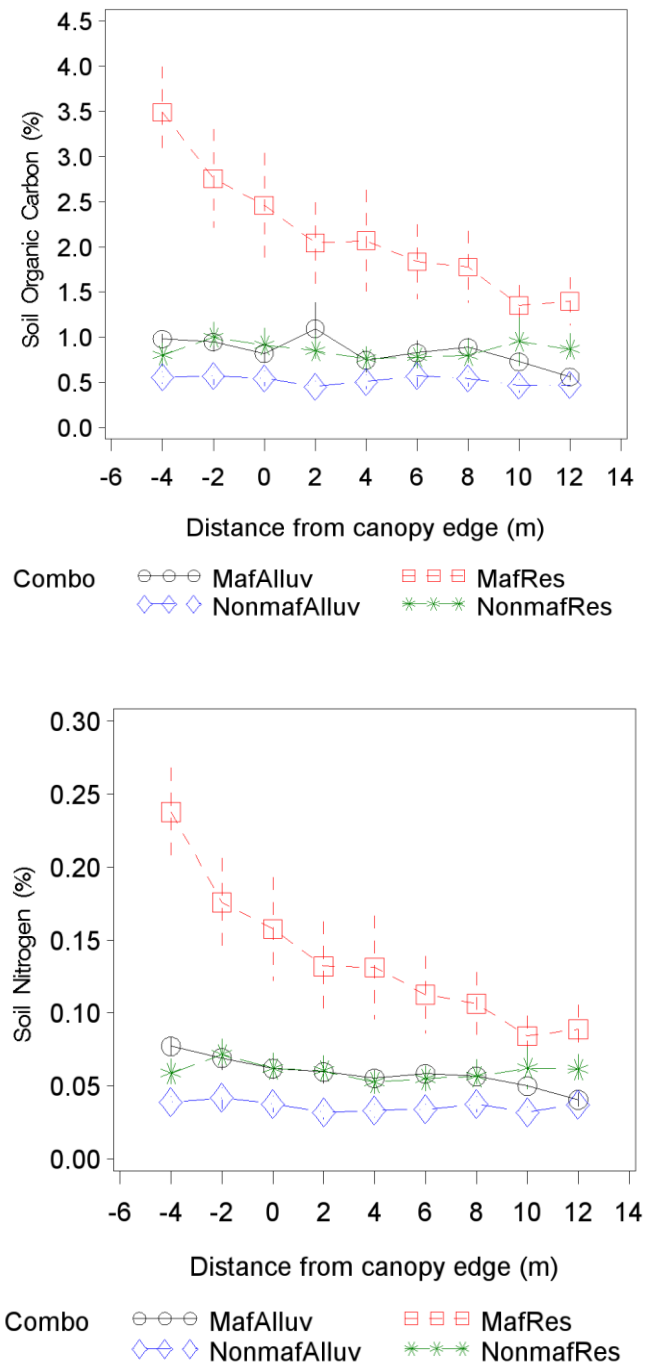 4.5
4.0
3.5
3.0
2.5
2.0
1.5
1.0
0.5
0.0
Soil Organic Carbon (%)
-6 -4 -2 0 2 4 6 8 10 12 14
Distance from canopy edge (m)
Combo MafAlluv MafRes
NonmafAlluv NonmafRes
0.30
0.25
0.20
0.15
0.10
0.05
0.00
Soil Nitrogen (%)
-6 -4 -2 0 2 4 6 8 10 12 14
Distance from canopy edge (m)
Combo MafAlluv MafRes
NonmafAlluv NonmafRes